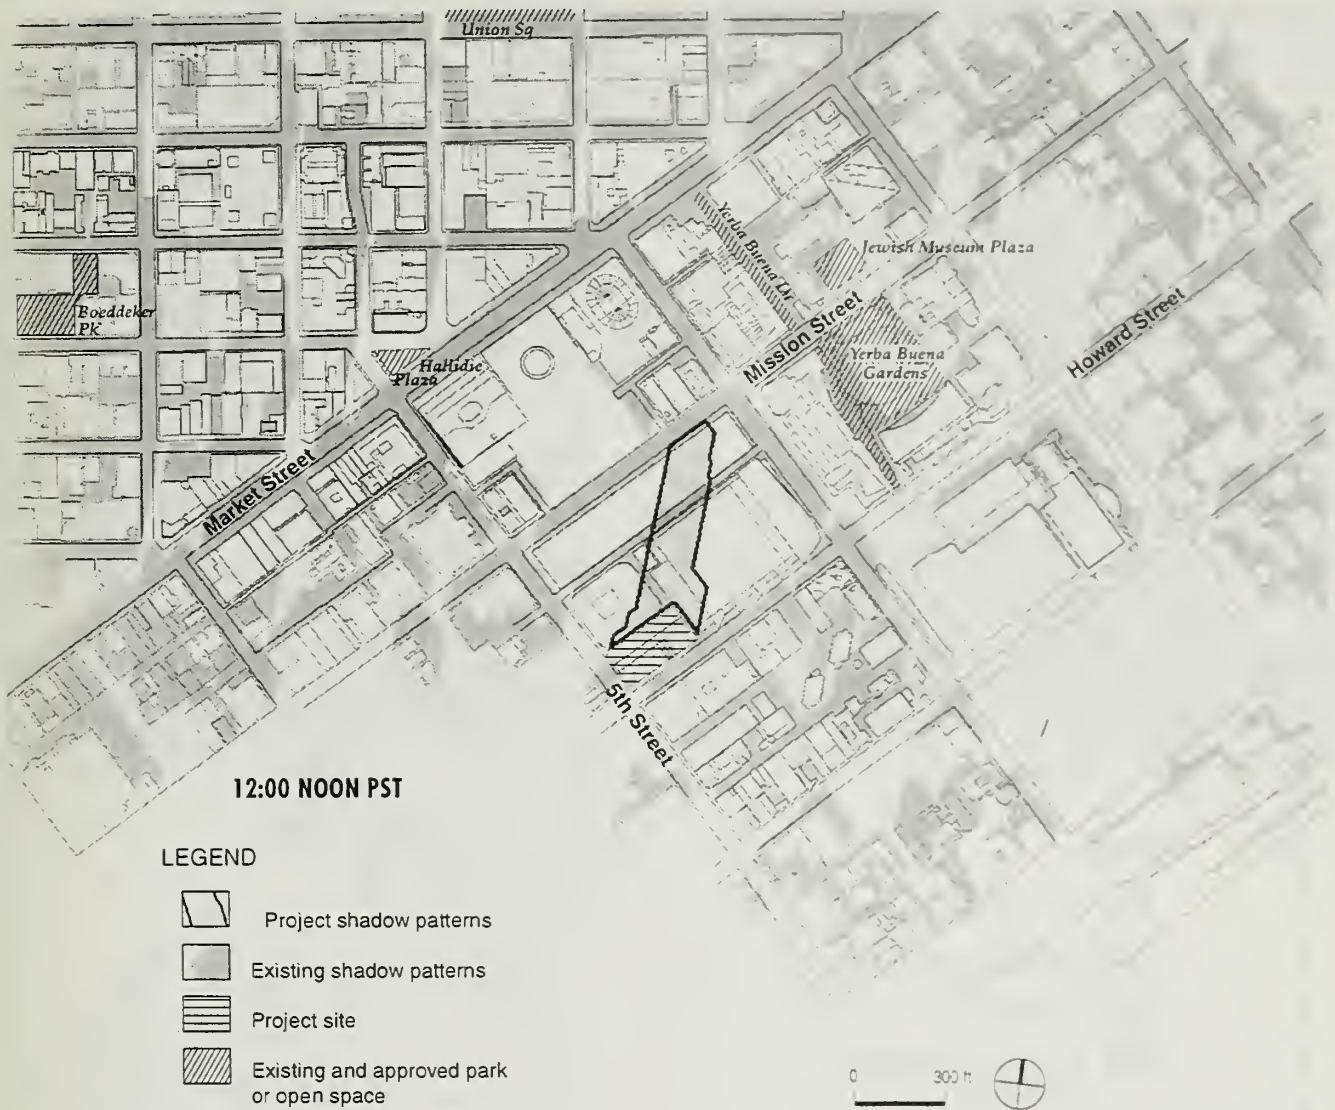 Union Sq
Yerba Buena Ln
Jewish Museum Plaza
Boeddeker
PK
Hallidie
Plaza
Mission Street
Yerba Buena
Gardens
Howard Street
Market Street
5th Street
12:00 NOON PST
LEGEND
Project shadow patterns
Existing shadow patterns
Project site
Existing and approved park
or open space
0 300 ft